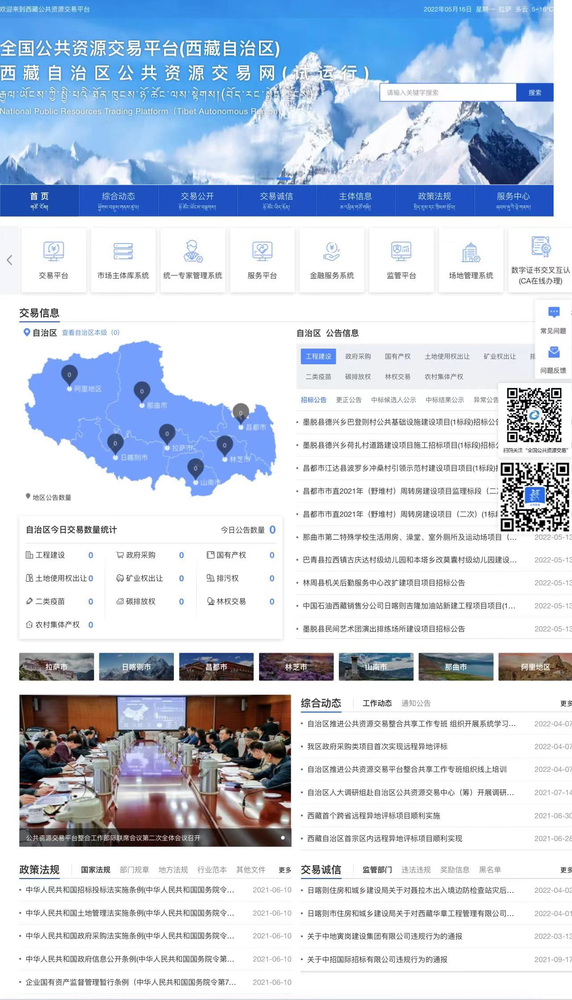 欢迎来到西藏公共资源交易平台
2022年05月16日 星期一 拉萨 多云 5~16℃
全国公共资源交易平台(西藏自治区)
西藏自治区公共资源交易网(试运行)
请输入关键字搜索 搜索
National Public Resources Trading Platform（Tibet Autonomous Region）
首 页 综合动态 交易公开 交易诚信 主体信息 政策法规 服务中心
交易平台 市场主体库系统 统一专家管理系统 服务平台 金融服务系统 监管平台 场地管理系统 数字证书交叉互认
(CA在线办理)
交易信息
常见问题
问题反馈
自治区 查看自治区本级（0）
0 阿里地区
0 那曲市
0 昌都市
0 拉萨市
0 日喀则市
0 林芝市
0 山南市
地区公告数量
自治区 公告信息
工程建设 政府采购 国有产权 土地使用权出让 矿业权出让
二类疫苗 碳排放权 林权交易 农村集体产权
招标公告 更正公告 中标候选人公示 中标结果公示 异常公告
墨脱县德兴乡巴登则村公共基础设施建设项目(1标段)招标公告
墨脱县德兴乡荷扎村道路建设项目施工招标项目(1标段)招标公
昌都市江达县波罗乡冲桑村引领示范村建设项目项目(1标段)招
昌都市市直2021年（野堆村）周转房建设项目监理标段（二次
昌都市市直2021年（野堆村）周转房建设项目（二次）(1标段
那曲市第二特殊学校生活用房、澡堂、室外厕所及运动场项目（... 2022-05-13
巴青县拉西镇古庆达村级幼儿园和本塔乡改莫囊村级幼儿园建设... 2022-05-13
林周县机关后勤服务中心改扩建项目项目招标公告 2022-05-13
中国石油西藏销售分公司日喀则吉隆加油站新建工程项目项目(1... 2022-05-13
墨脱县民间艺术团演出排练场所建设项目招标公告 2022-05-13
扫码关注“全国公共资源交易”
自治区今日交易数量统计 今日公告数量 0
工程建设 0 政府采购 0 国有产权 0
土地使用权出让 0 矿业权出让 0 排污权 0
二类疫苗 0 碳排放权 0 林权交易 0
农村集体产权 0
拉萨市 日喀则市 昌都市 林芝市 山南市 那曲市 阿里地区
公共资源交易平台整合工作部际联席会议第二次全体会议召开
综合动态 工作动态 通知公告 更多
自治区推进公共资源交易整合共享工作专班 组织开展系统学习... 2022-04-07
我区政府采购类项目首次实现远程异地评标 2022-04-07
自治区推进公共资源交易平台整合共享工作专班组织线上培训 2022-04-07
自治区人大调研组赴自治区公共资源交易中心（筹）开展调研... 2021-07-14
西藏首个跨省远程异地评标项目顺利实施 2021-06-30
西藏自治区首宗区内远程异地评标项目顺利实现 2021-06-28
政策法规 国家法规 部门规章 地方法规 行业范本 其他文件 更多
中华人民共和国招标投标法实施条例(中华人民共和国国务院令... 2021-06-10
中华人民共和国土地管理法实施条例(中华人民共和国国务院令... 2021-06-10
中华人民共和国政府采购法实施条例(中华人民共和国国务院令... 2021-06-10
中华人民共和国政府信息公开条例(中华人民共和国国务院令第... 2021-06-10
企业国有资产监督管理暂行条例（中华人民共和国国务院令第7... 2021-06-10
交易诚信 监管部门 违法违规 奖励信息 黑名单 更多
日喀则住房和城乡建设局关于对聂拉木出入境边防检查站灾后... 2022-04-02
日喀则市住房和城乡建设局关于对西藏华章工程管理有限公司... 2022-04-01
关于中地寅岗建设集团有限公司违规行为的通报 2022-03-13
关于中招国际招标有限公司违规行为的通报 2021-09-17